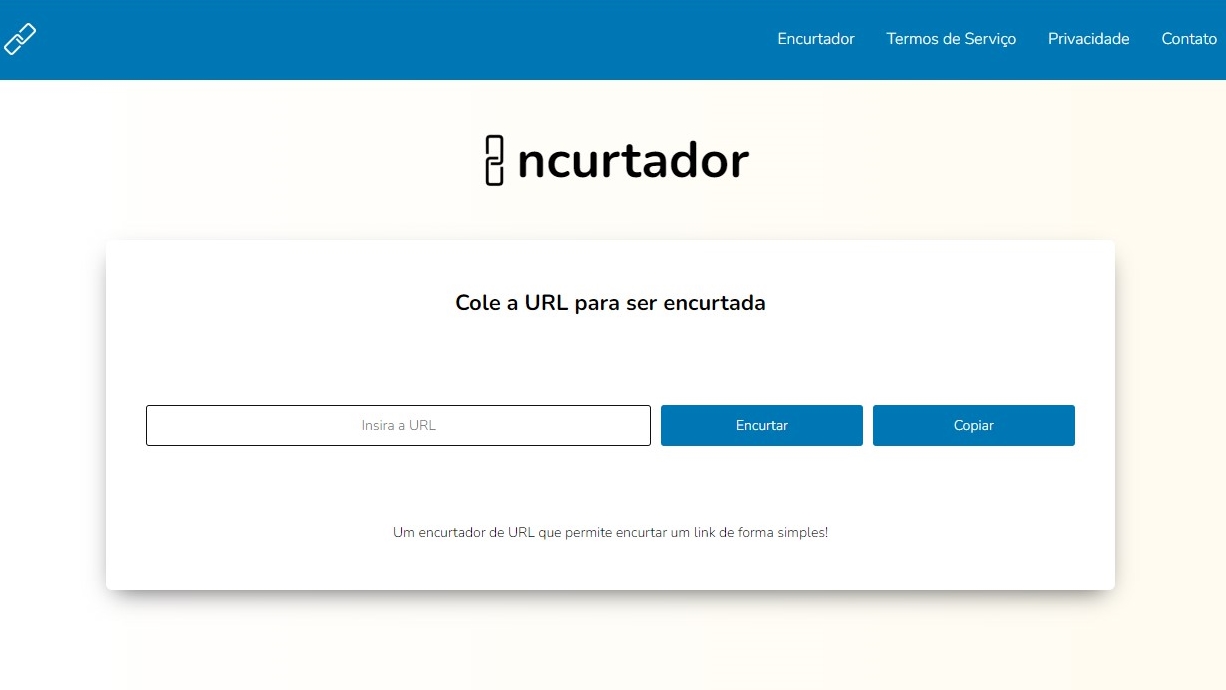 Encurtador Termos de Serviço Privacidade Contato
ncurtador
Cole a URL para ser encurtada
Insira a URL Encurtar Copiar
Um encurtador de URL que permite encurtar um link de forma simples!